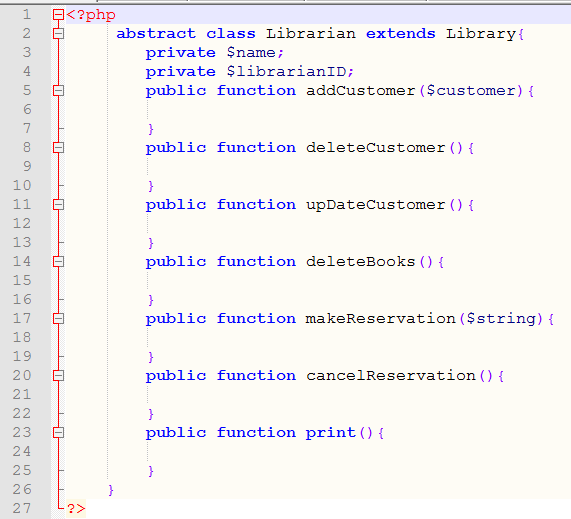 1 <?php
2 abstract class Librarian extends Library{
3 private $name;
4 private $librarianID;
5 public function addCustomer($customer){
6
7 }
8 public function deleteCustomer(){
9
10 }
11 public function upDateCustomer(){
12
13 }
14 public function deleteBooks(){
15
16 }
17 public function makeReservation($string){
18
19 }
20 public function cancelReservation(){
21
22 }
23 public function print(){
24
25 }
26 }
27 ?>